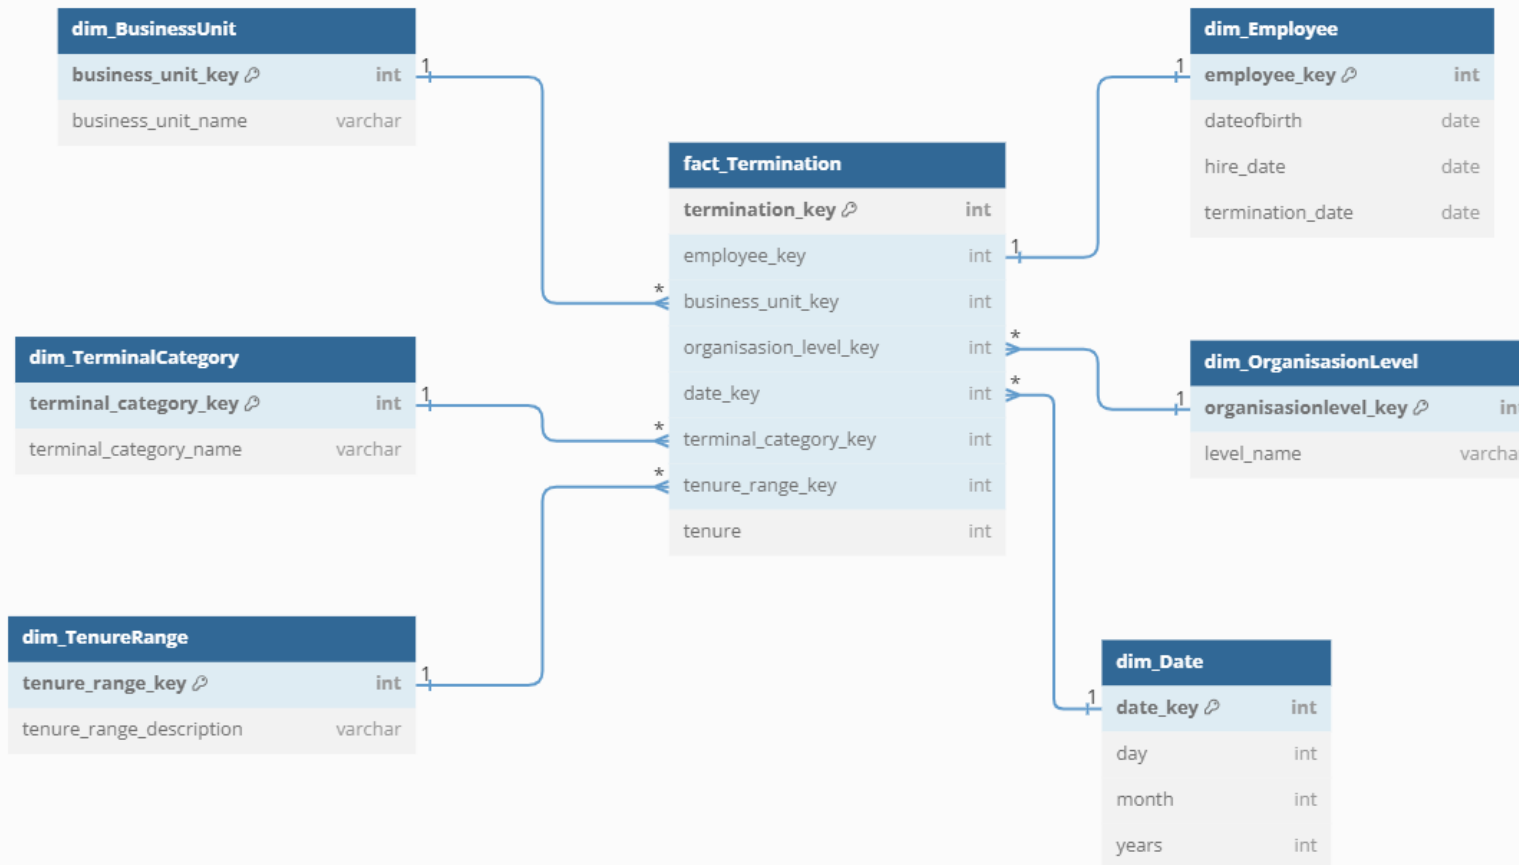 dim_BusinessUnit
business_unit_key int
business_unit_name varchar
1
*
dim_TerminalCategory
terminal_category_key int
terminal_category_name varchar
1
*
dim_TenureRange
tenure_range_key int
tenure_range_description varchar
1
*
fact_Termination
termination_key int
employee_key int
business_unit_key int
organisasion_level_key int
date_key int
terminal_category_key int
tenure_range_key int
tenure int
1
*
*
dim_Employee
employee_key int
dateofbirth date
hire_date date
termination_date date
1
dim_OrganisasionLevel
organisasionlevel_key in
level_name varcha
1
dim_Date
date_key int
day int
month int
years int
1